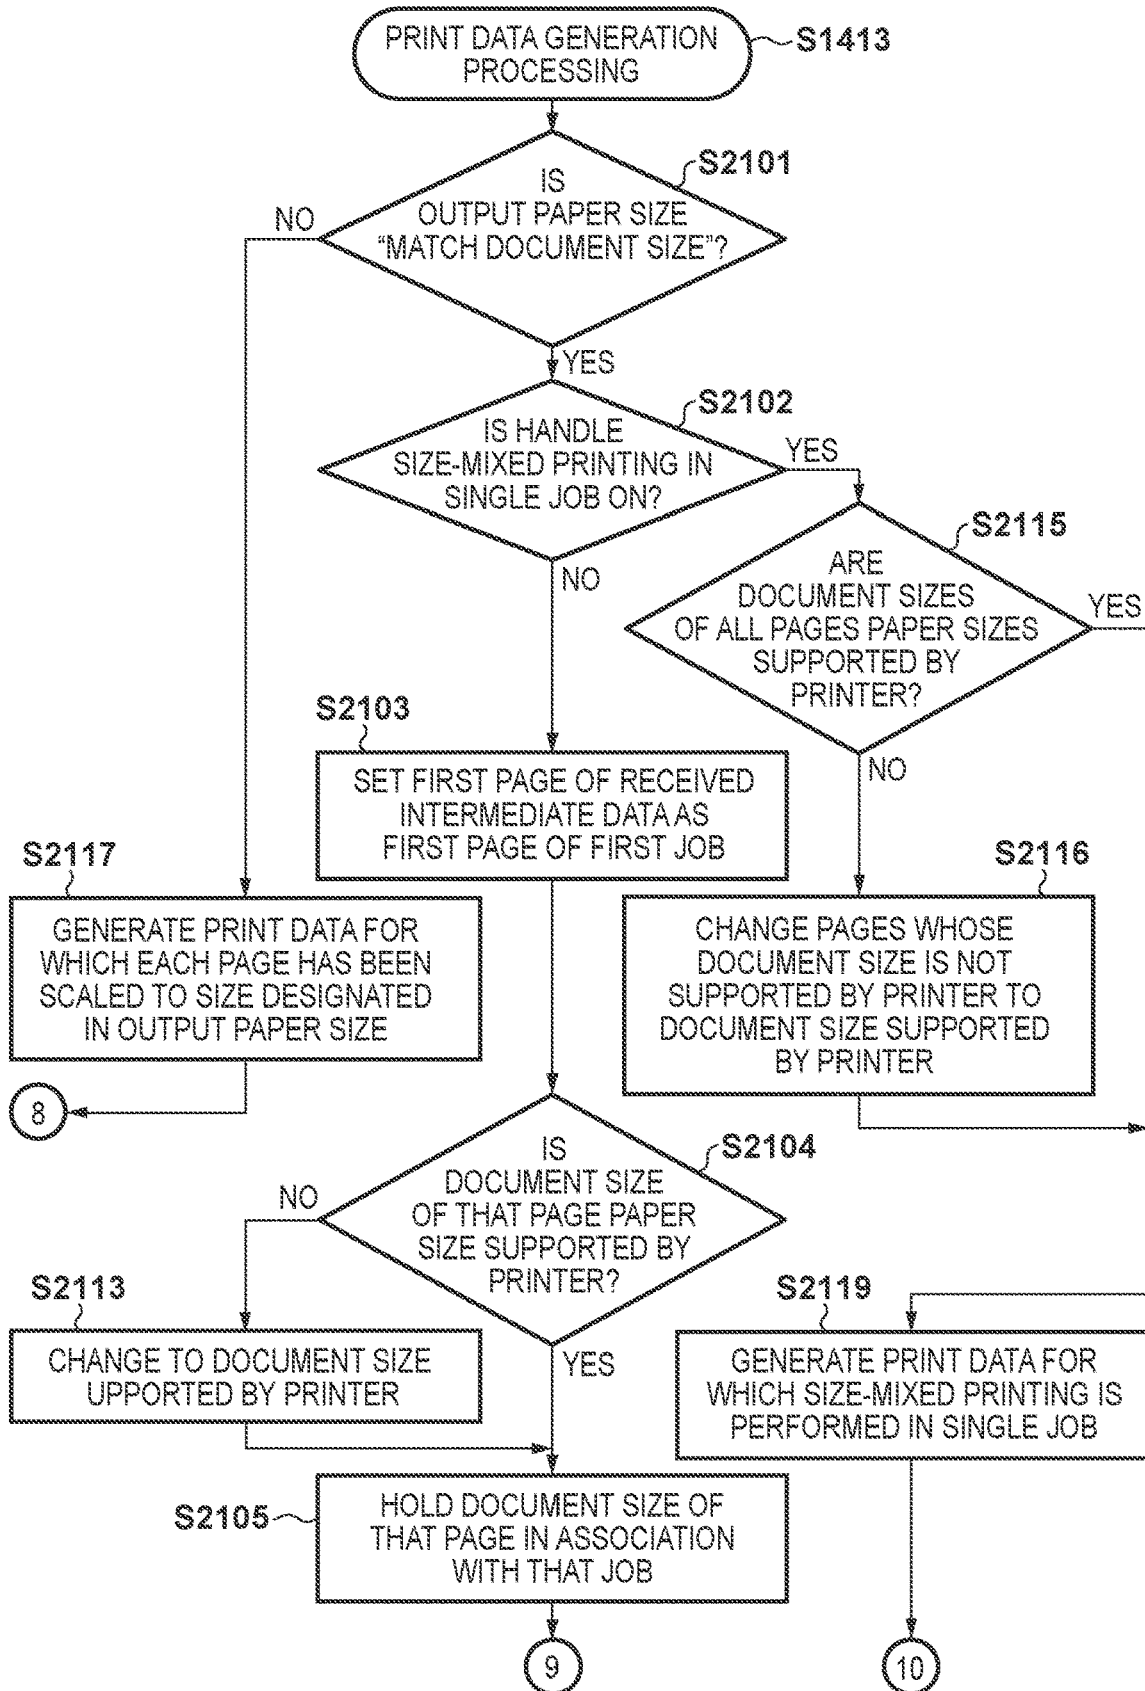 PRINT DATA GENERATION
PROCESSING
S1413
S2101
IS
OUTPUT PAPER SIZE
“MATCH DOCUMENT SIZE”?
NO
YES
S2102
IS HANDLE
SIZE-MIXED PRINTING IN
SINGLE JOB ON?
YES
NO
S2115
ARE
DOCUMENT SIZES
OF ALL PAGES PAPER SIZES
SUPPORTED BY
PRINTER?
YES
NO
S2103
SET FIRST PAGE OF RECEIVED
INTERMEDIATE DATA AS
FIRST PAGE OF FIRST JOB
S2117
GENERATE PRINT DATA FOR
WHICH EACH PAGE HAS BEEN
SCALED TO SIZE DESIGNATED
IN OUTPUT PAPER SIZE
8
S2116
CHANGE PAGES WHOSE
DOCUMENT SIZE IS NOT
SUPPORTED BY PRINTER TO
DOCUMENT SIZE SUPPORTED
BY PRINTER
S2104
IS
DOCUMENT SIZE
OF THAT PAGE PAPER
SIZE SUPPORTED BY
PRINTER?
NO
YES
S2113
CHANGE TO DOCUMENT SIZE
UPPORTED BY PRINTER
S2119
GENERATE PRINT DATA FOR
WHICH SIZE-MIXED PRINTING IS
PERFORMED IN SINGLE JOB
S2105
HOLD DOCUMENT SIZE OF
THAT PAGE IN ASSOCIATION
WITH THAT JOB
9
10